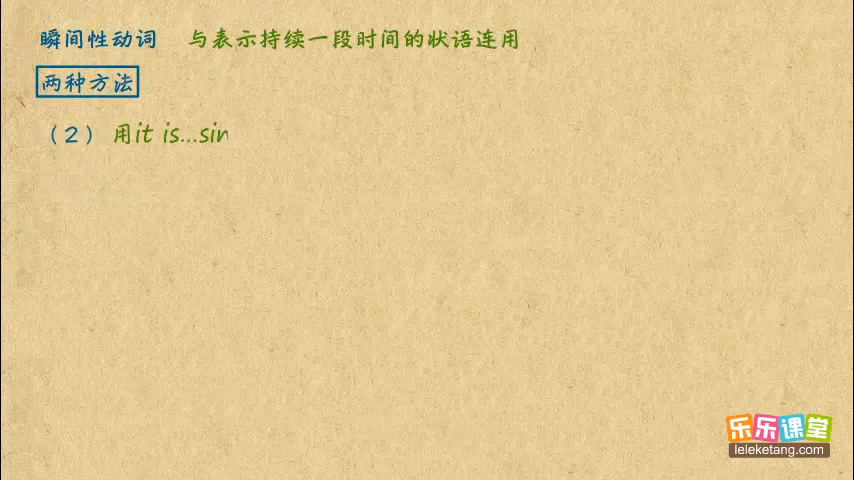 瞬间性动词 与表示持续一段时间的状语连用
两种方法
（2） 用it is...sin
乐乐课堂
leleketang.com